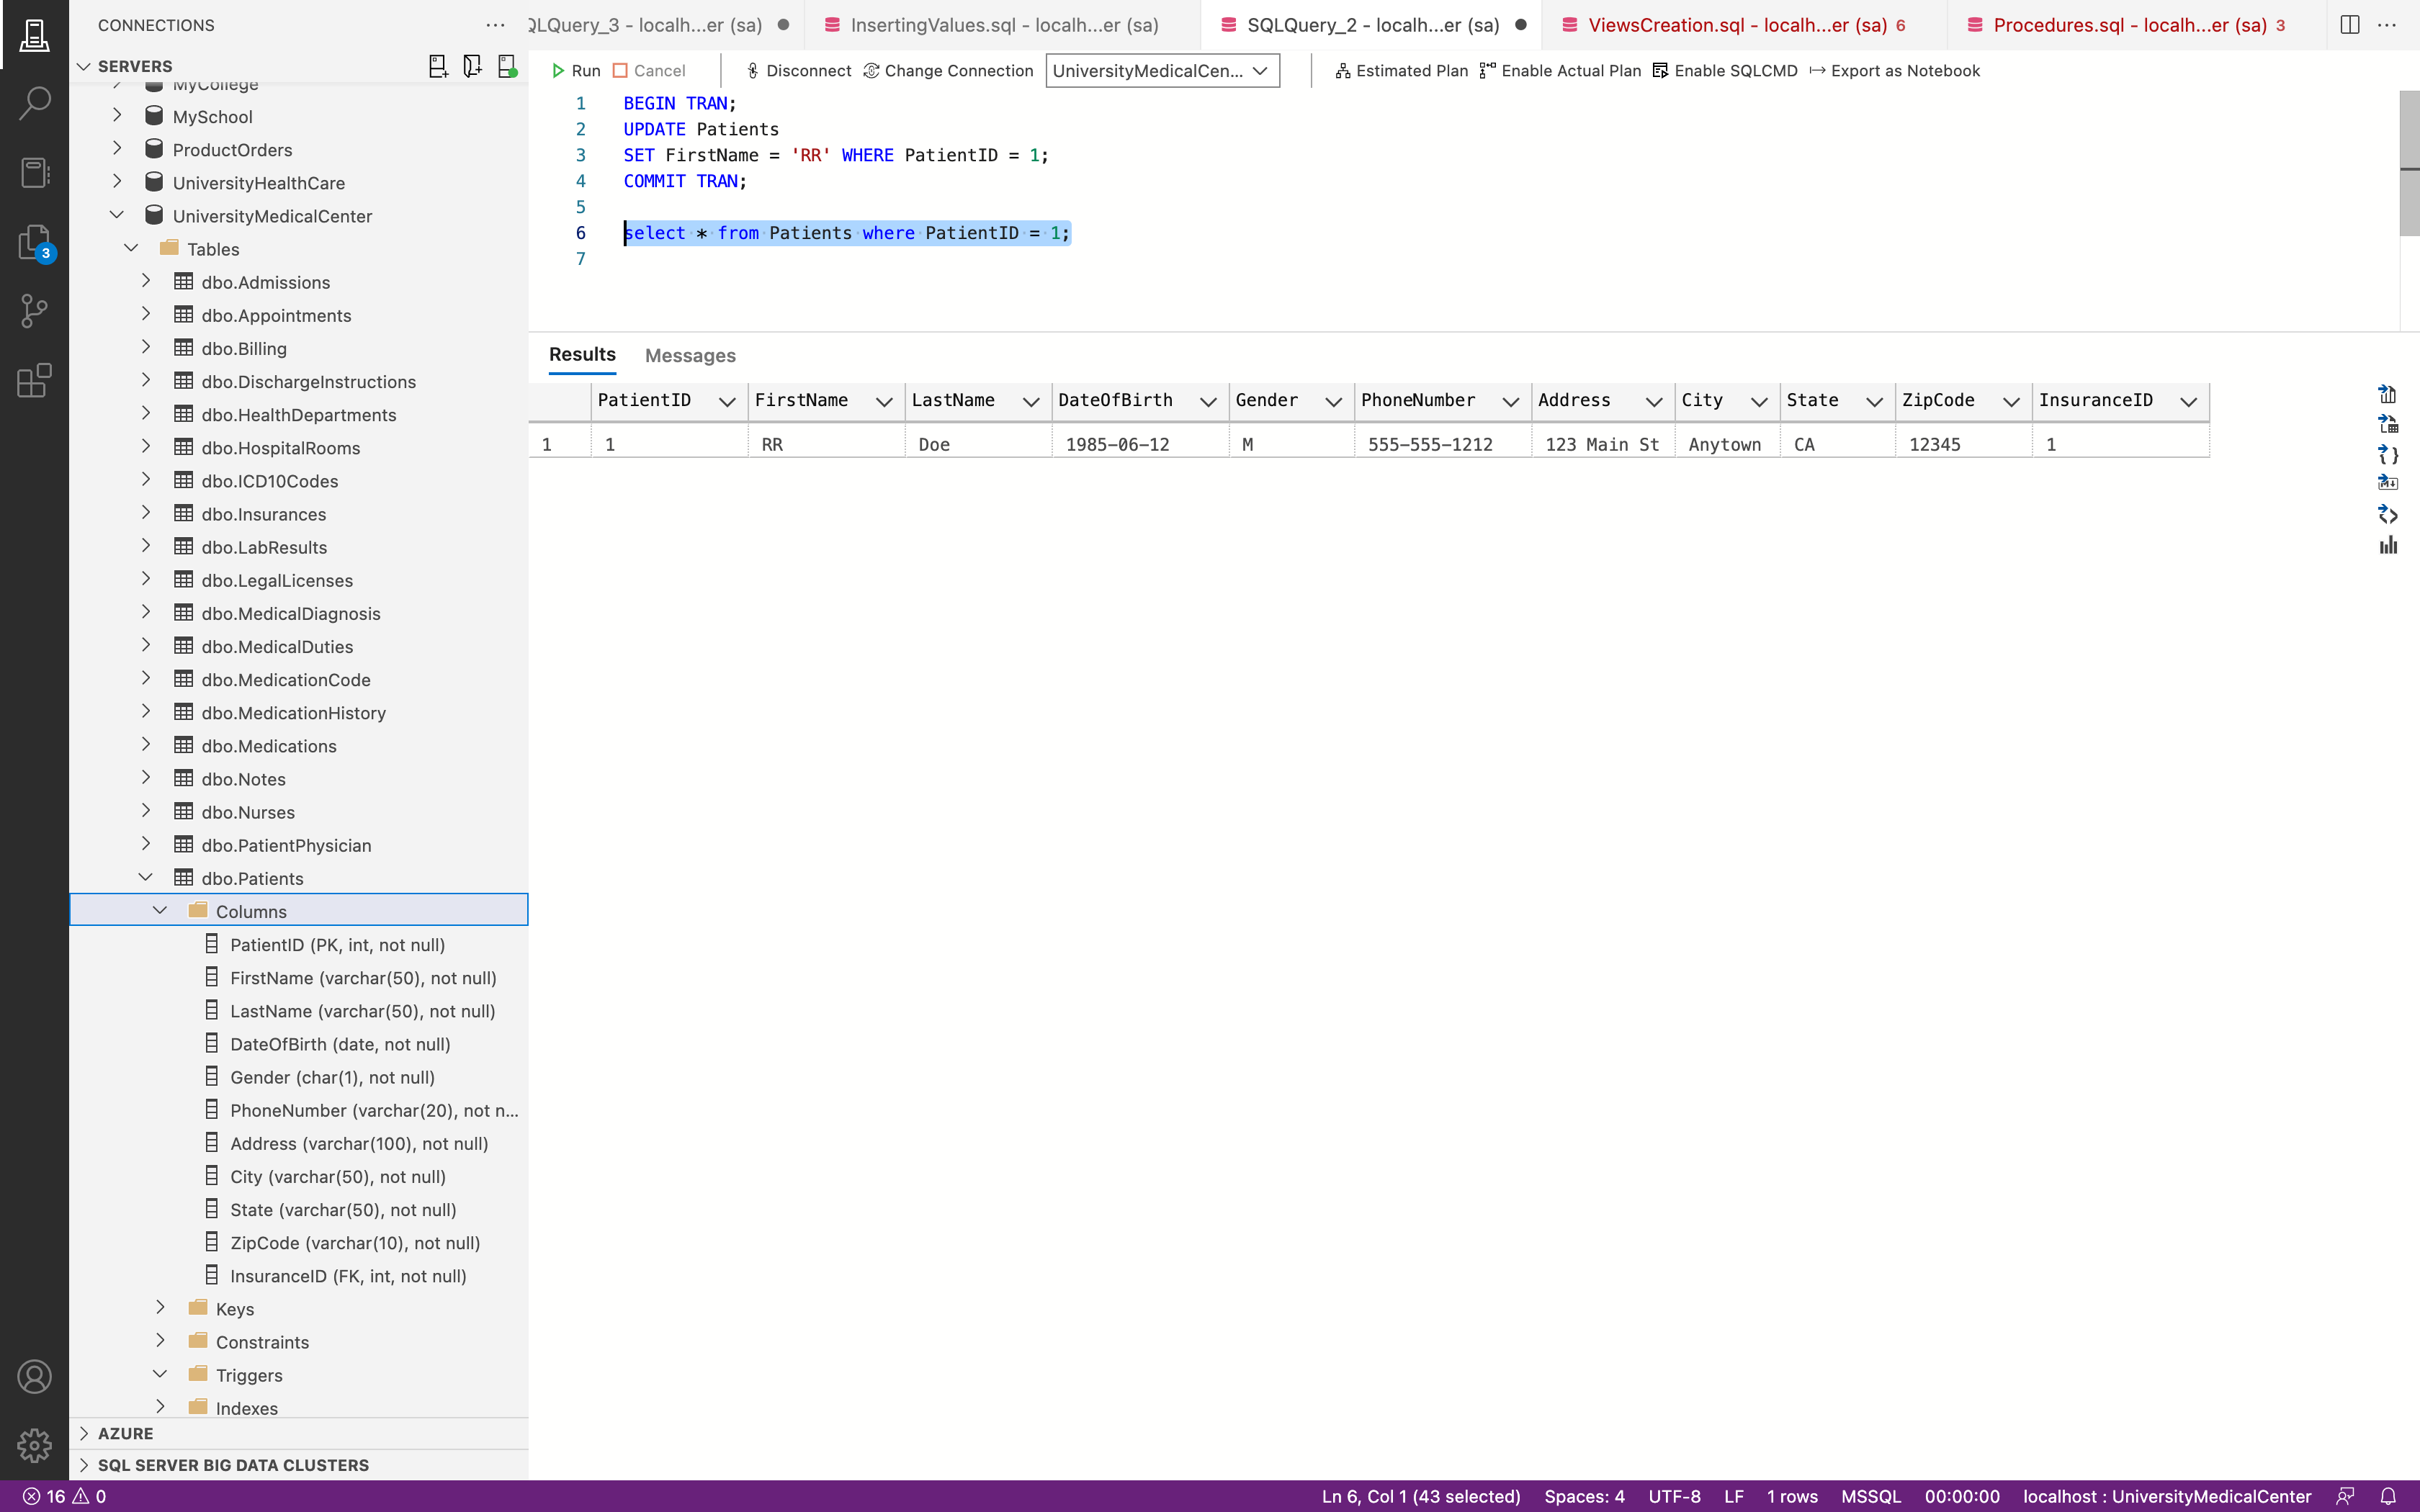 CONNECTIONS
SERVERS
MyCollege
MySchool
ProductOrders
UniversityHealthCare
UniversityMedicalCenter
Tables
dbo.Admissions
dbo.Appointments
dbo.Billing
dbo.DischargeInstructions
dbo.HealthDepartments
dbo.HospitalRooms
dbo.ICD10Codes
dbo.Insurances
dbo.LabResults
dbo.LegalLicenses
dbo.MedicalDiagnosis
dbo.MedicalDuties
dbo.MedicationCode
dbo.MedicationHistory
dbo.Medications
dbo.Notes
dbo.Nurses
dbo.PatientPhysician
dbo.Patients
Columns
PatientID (PK, int, not null)
FirstName (varchar(50), not null)
LastName (varchar(50), not null)
DateOfBirth (date, not null)
Gender (char(1), not null)
PhoneNumber (varchar(20), not n...
Address (varchar(100), not null)
City (varchar(50), not null)
State (varchar(50), not null)
ZipCode (varchar(10), not null)
InsuranceID (FK, int, not null)
Keys
Constraints
Triggers
Indexes
AZURE
SQL SERVER BIG DATA CLUSTERS
3
QLQuery_3 - localh...er (sa) InsertingValues.sql - localh...er (sa) SQLQuery_2 - localh...er (sa) ViewsCreation.sql - localh...er (sa) 6 Procedures.sql - localh...er (sa) 3
Run Cancel Disconnect Change Connection UniversityMedicalCen... Estimated Plan Enable Actual Plan Enable SQLCMD Export as Notebook
1 BEGIN TRAN;
2 UPDATE Patients
3 SET FirstName = 'RR' WHERE PatientID = 1;
4 COMMIT TRAN;
5
6 select * from Patients where PatientID = 1;
7
Results Messages
PatientID FirstName LastName DateOfBirth Gender PhoneNumber Address City State ZipCode InsuranceID
1 1 RR Doe 1985-06-12 M 555-555-1212 123 Main St Anytown CA 12345 1
16 0 Ln 6, Col 1 (43 selected) Spaces: 4 UTF-8 LF 1 rows MSSQL 00:00:00 localhost : UniversityMedicalCenter